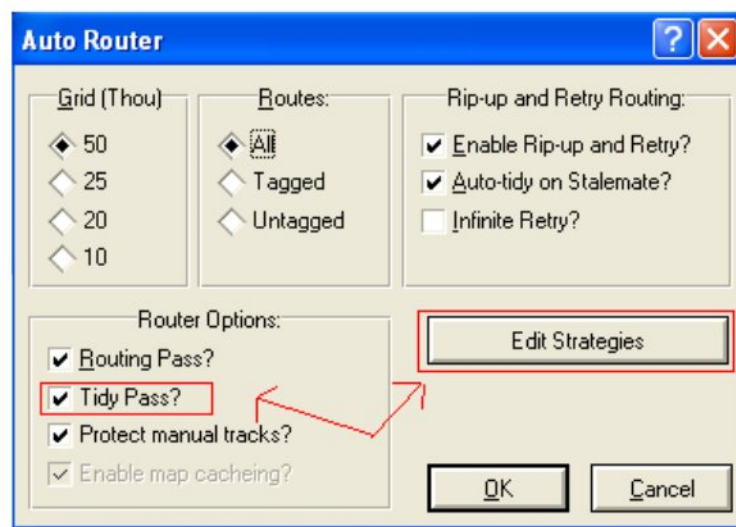 Auto Router
?
Grid (Thou)
50
25
20
10
Routes:
All
Tagged
Untagged
Rip-up and Retry Routing:
Enable Rip-up and Retry?
Auto-tidy on Stalemate?
Infinite Retry?
Router Options:
Routing Pass?
Tidy Pass?
Protect manual tracks?
Enable map cacheing?
Edit Strategies
OK
Cancel